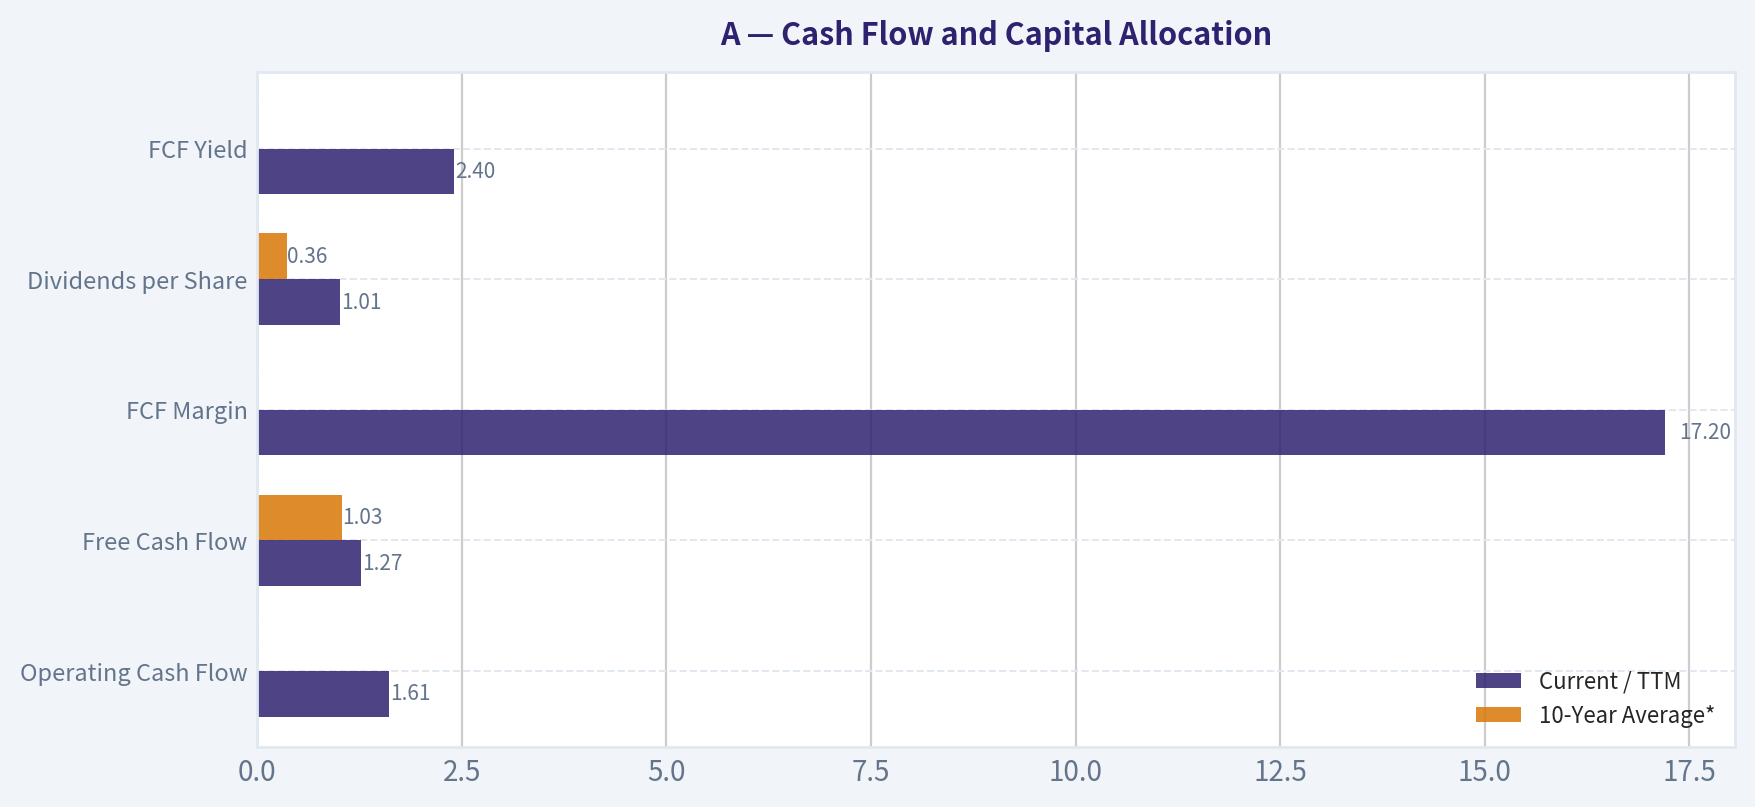 A — Cash Flow and Capital Allocation
FCF Yield
2.40
0.36
Dividends per Share
1.01
FCF Margin
17.20
1.03
Free Cash Flow
1.27
Operating Cash Flow
1.61
Current / TTM
10-Year Average*
0.0 2.5 5.0 7.5 10.0 12.5 15.0 17.5